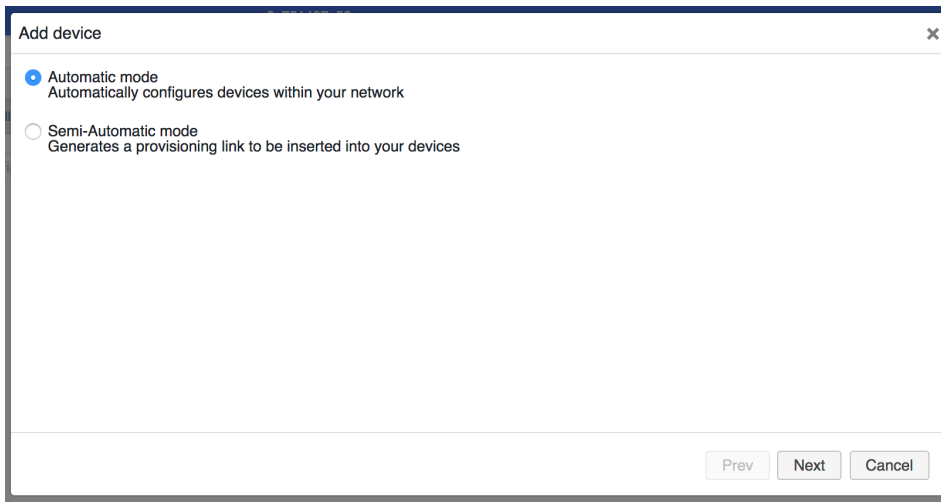 Add device
Automatic mode
Automatically configures devices within your network
Semi-Automatic mode
Generates a provisioning link to be inserted into your devices
Prev
Next
Cancel